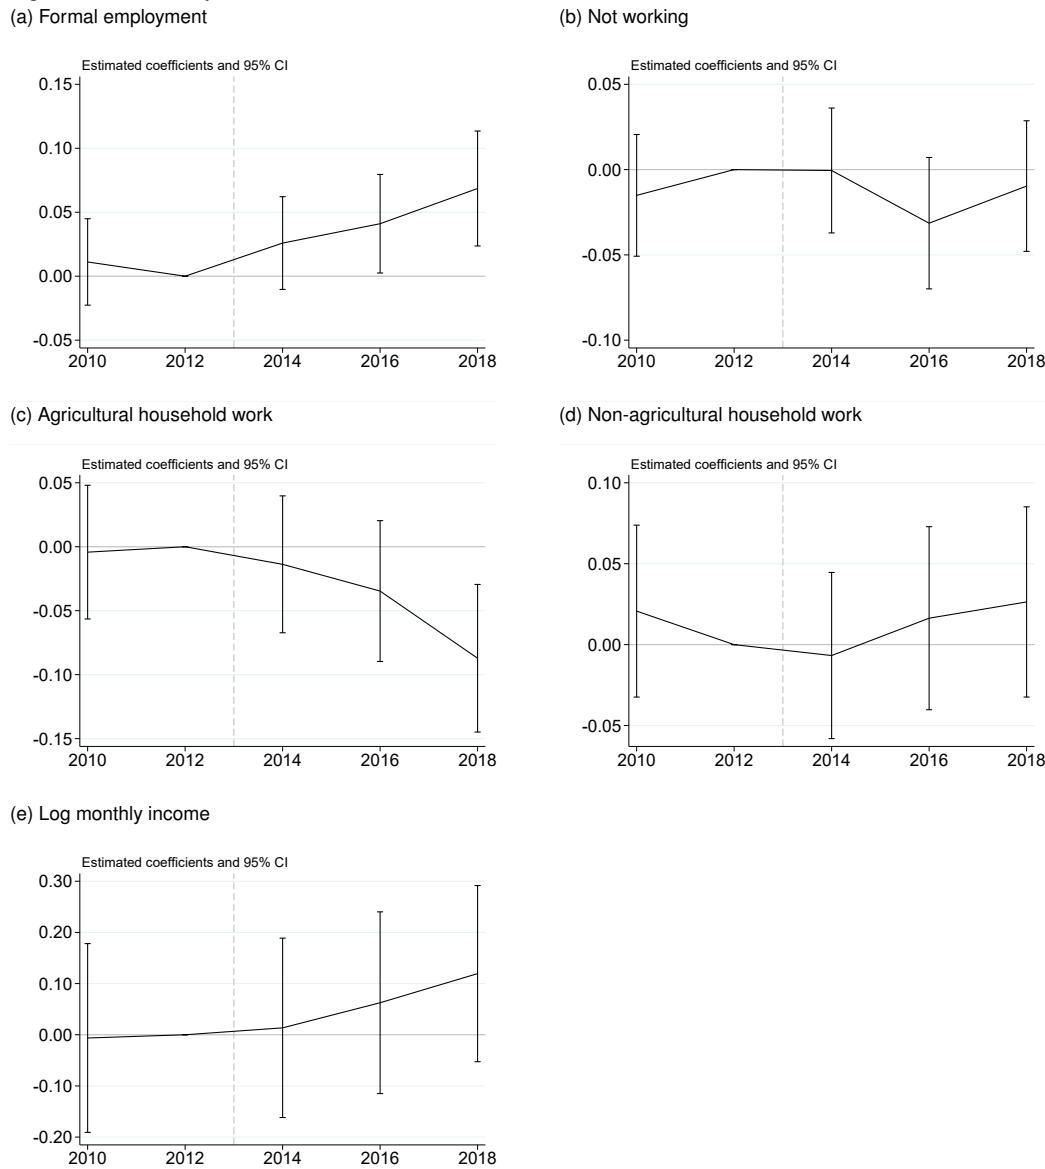 (a) Formal employment
Estimated coefficients and 95% CI
0.15
0.10
0.05
0.00
-0.05
2010 2012 2014 2016 2018
(b) Not working
Estimated coefficients and 95% CI
0.05
0.00
-0.05
-0.10
2010 2012 2014 2016 2018
(c) Agricultural household work
Estimated coefficients and 95% CI
0.05
0.00
-0.05
-0.10
-0.15
2010 2012 2014 2016 2018
(d) Non-agricultural household work
Estimated coefficients and 95% CI
0.10
0.05
0.00
-0.05
2010 2012 2014 2016 2018
(e) Log monthly income
Estimated coefficients and 95% CI
0.30
0.20
0.10
0.00
-0.10
-0.20
2010 2012 2014 2016 2018